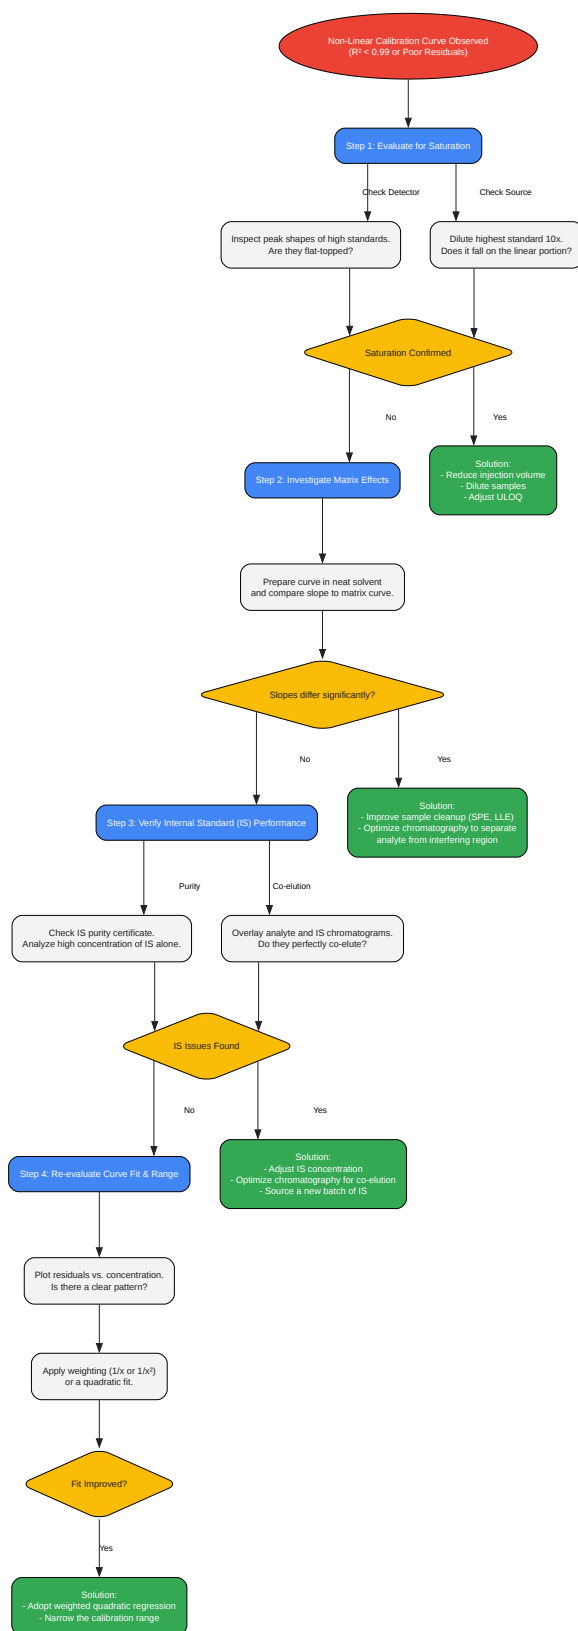 Non-Linear Calibration Curve Observed
(R² < 0.99 or Poor Residuals)
Step 1: Evaluate for Saturation
Check Detector
Check Source
Inspect peak shapes of high standards.
Are they flat-topped?
Dilute highest standard 10x.
Does it fall on the linear portion?
Saturation Confirmed
No
Yes
Step 2: Investigate Matrix Effects
Solution:
- Reduce injection volume
- Dilute samples
- Adjust ULOQ
Prepare curve in neat solvent
and compare slope to matrix curve.
Slopes differ significantly?
No
Yes
Step 3: Verify Internal Standard (IS) Performance
Solution:
- Improve sample cleanup (SPE, LLE)
- Optimize chromatography to separate
analyte from interfering region
Purity
Co-elution
Check IS purity certificate.
Analyze high concentration of IS alone.
Overlay analyte and IS chromatograms.
Do they perfectly co-elute?
IS Issues Found
No
Yes
Step 4: Re-evaluate Curve Fit & Range
Solution:
- Adjust IS concentration
- Optimize chromatography for co-elution
- Source a new batch of IS
Plot residuals vs. concentration.
Is there a clear pattern?
Apply weighting (1/x or 1/x²)
or a quadratic fit.
Fit Improved?
Yes
Solution:
- Adopt weighted quadratic regression
- Narrow the calibration range